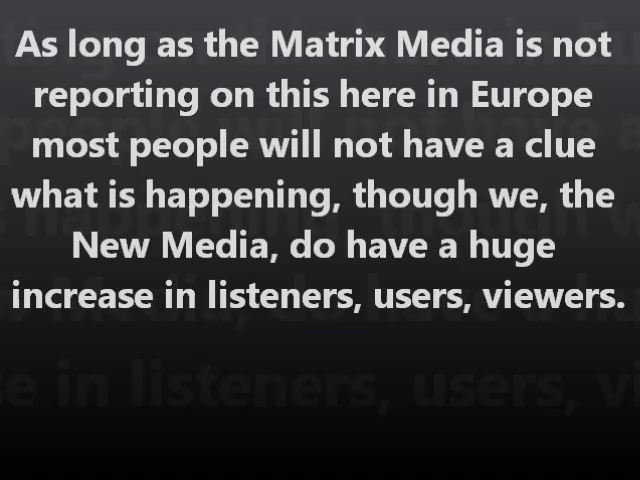 As long as the Matrix Media is not
reporting on this here in Europe
most people will not have a clue
what is happening, though we, the
New Media, do have a huge
increase in listeners, users, viewers.